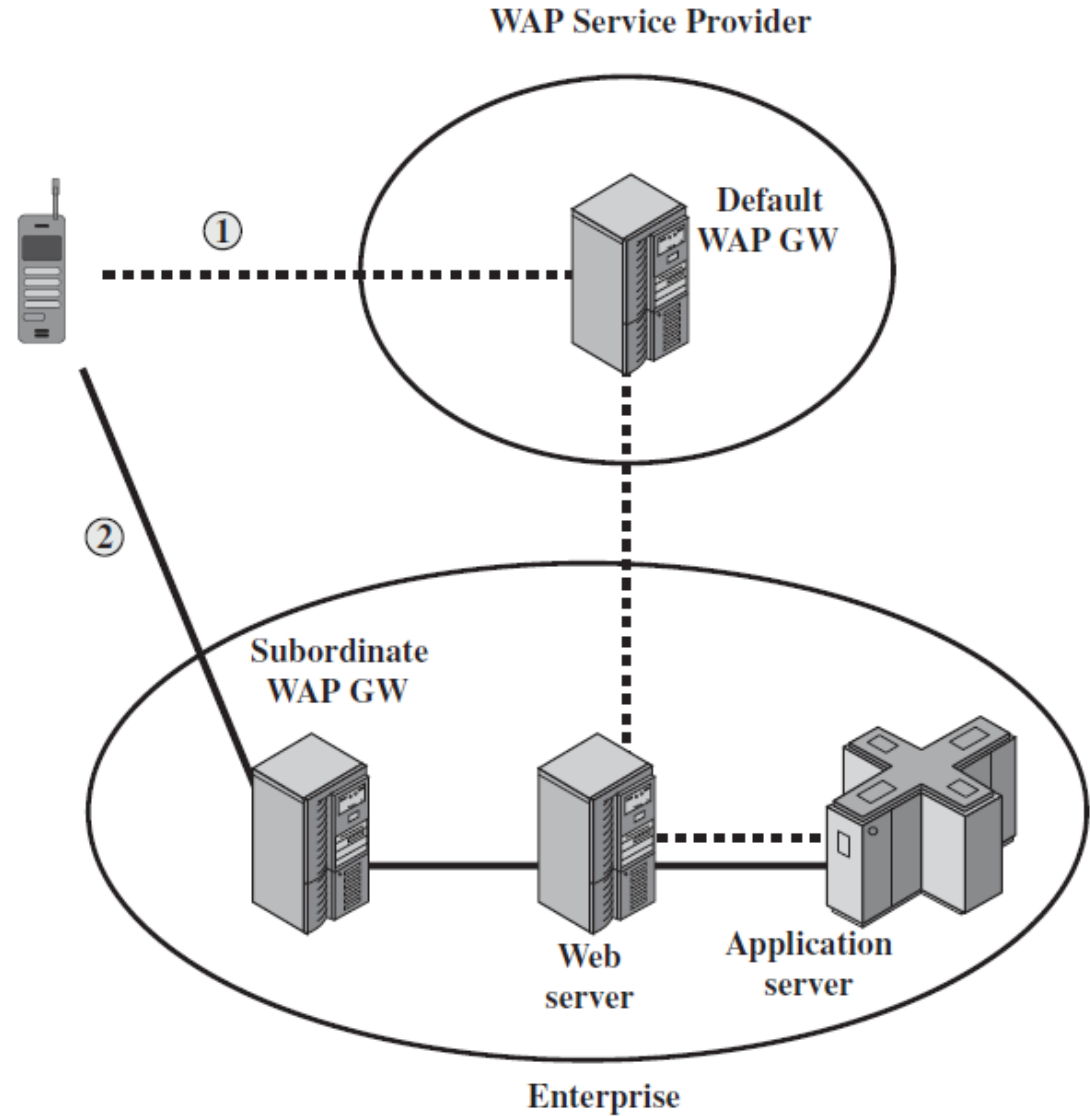 WAP Service Provider
Default
WAP GW
1
2
Subordinate
WAP GW
Web
server
Application
server
Enterprise